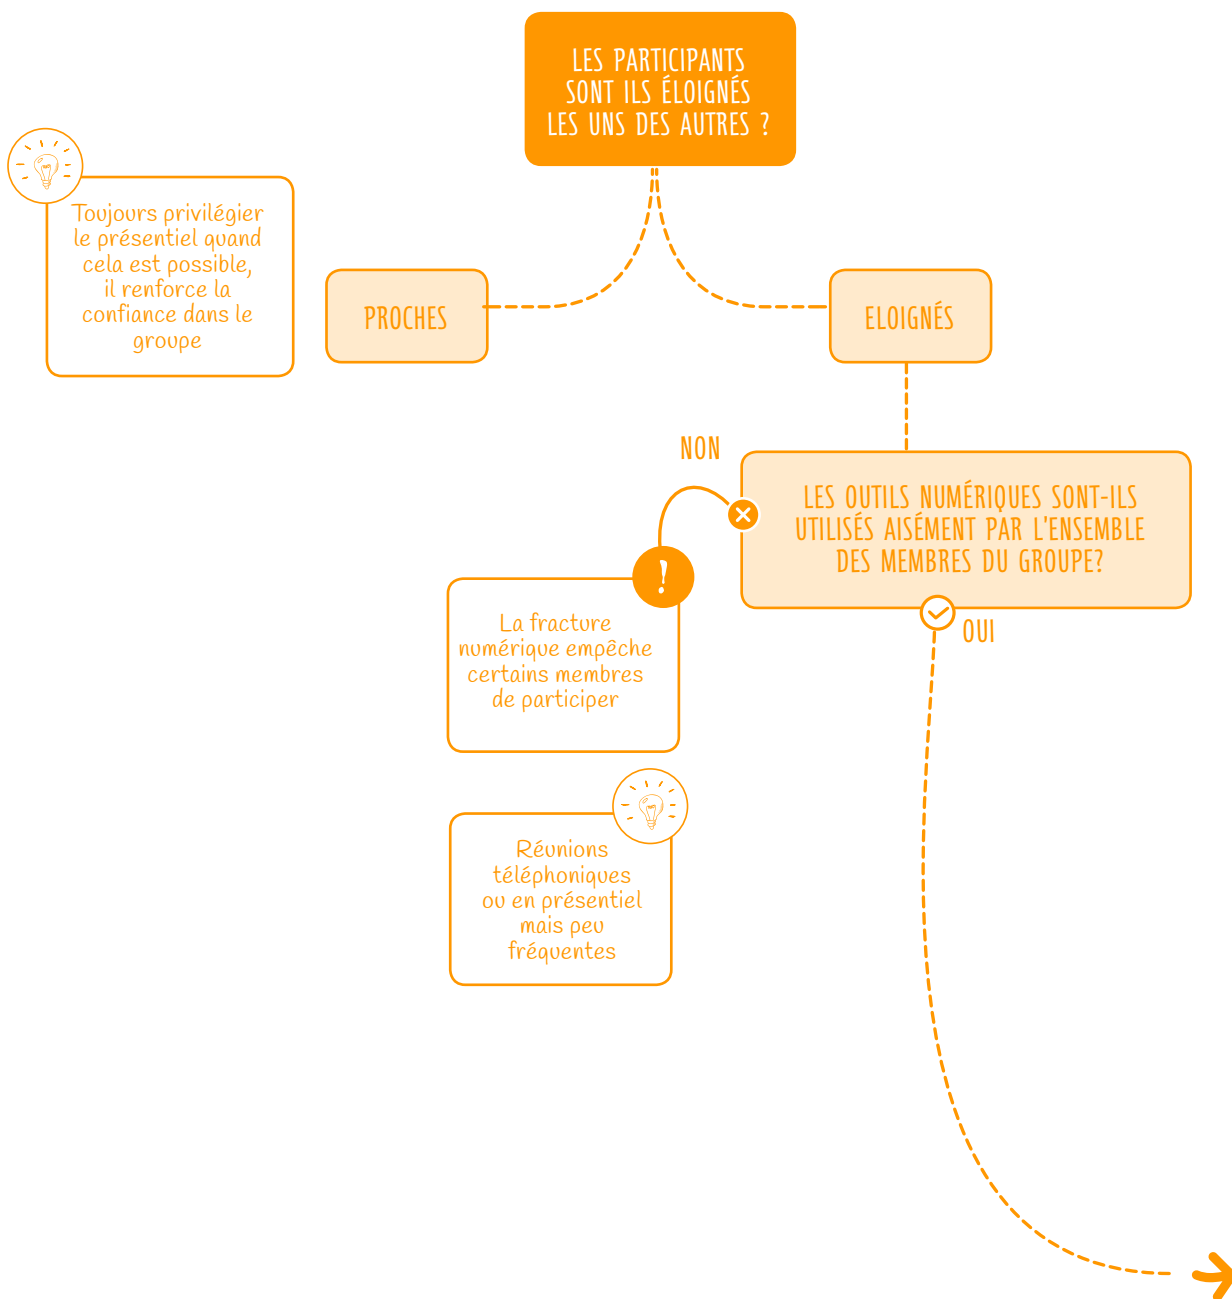 LES PARTICIPANTS
SONT ILS ÉLOIGNÉS
LES UNS DES AUTRES ?
Toujours privilégier
le présentiel quand
cela est possible,
il renforce la
confiance dans le
groupe
PROCHES
ELOIGNÉS
NON
LES OUTILS NUMÉRIQUES SONT-ILS
UTILISÉS AISÉMENT PAR L'ENSEMBLE
DES MEMBRES DU GROUPE?
OUI
!
La fracture
numérique empêche
certains membres
de participer
Réunions
téléphoniques
ou en présentiel
mais peu
fréquentes